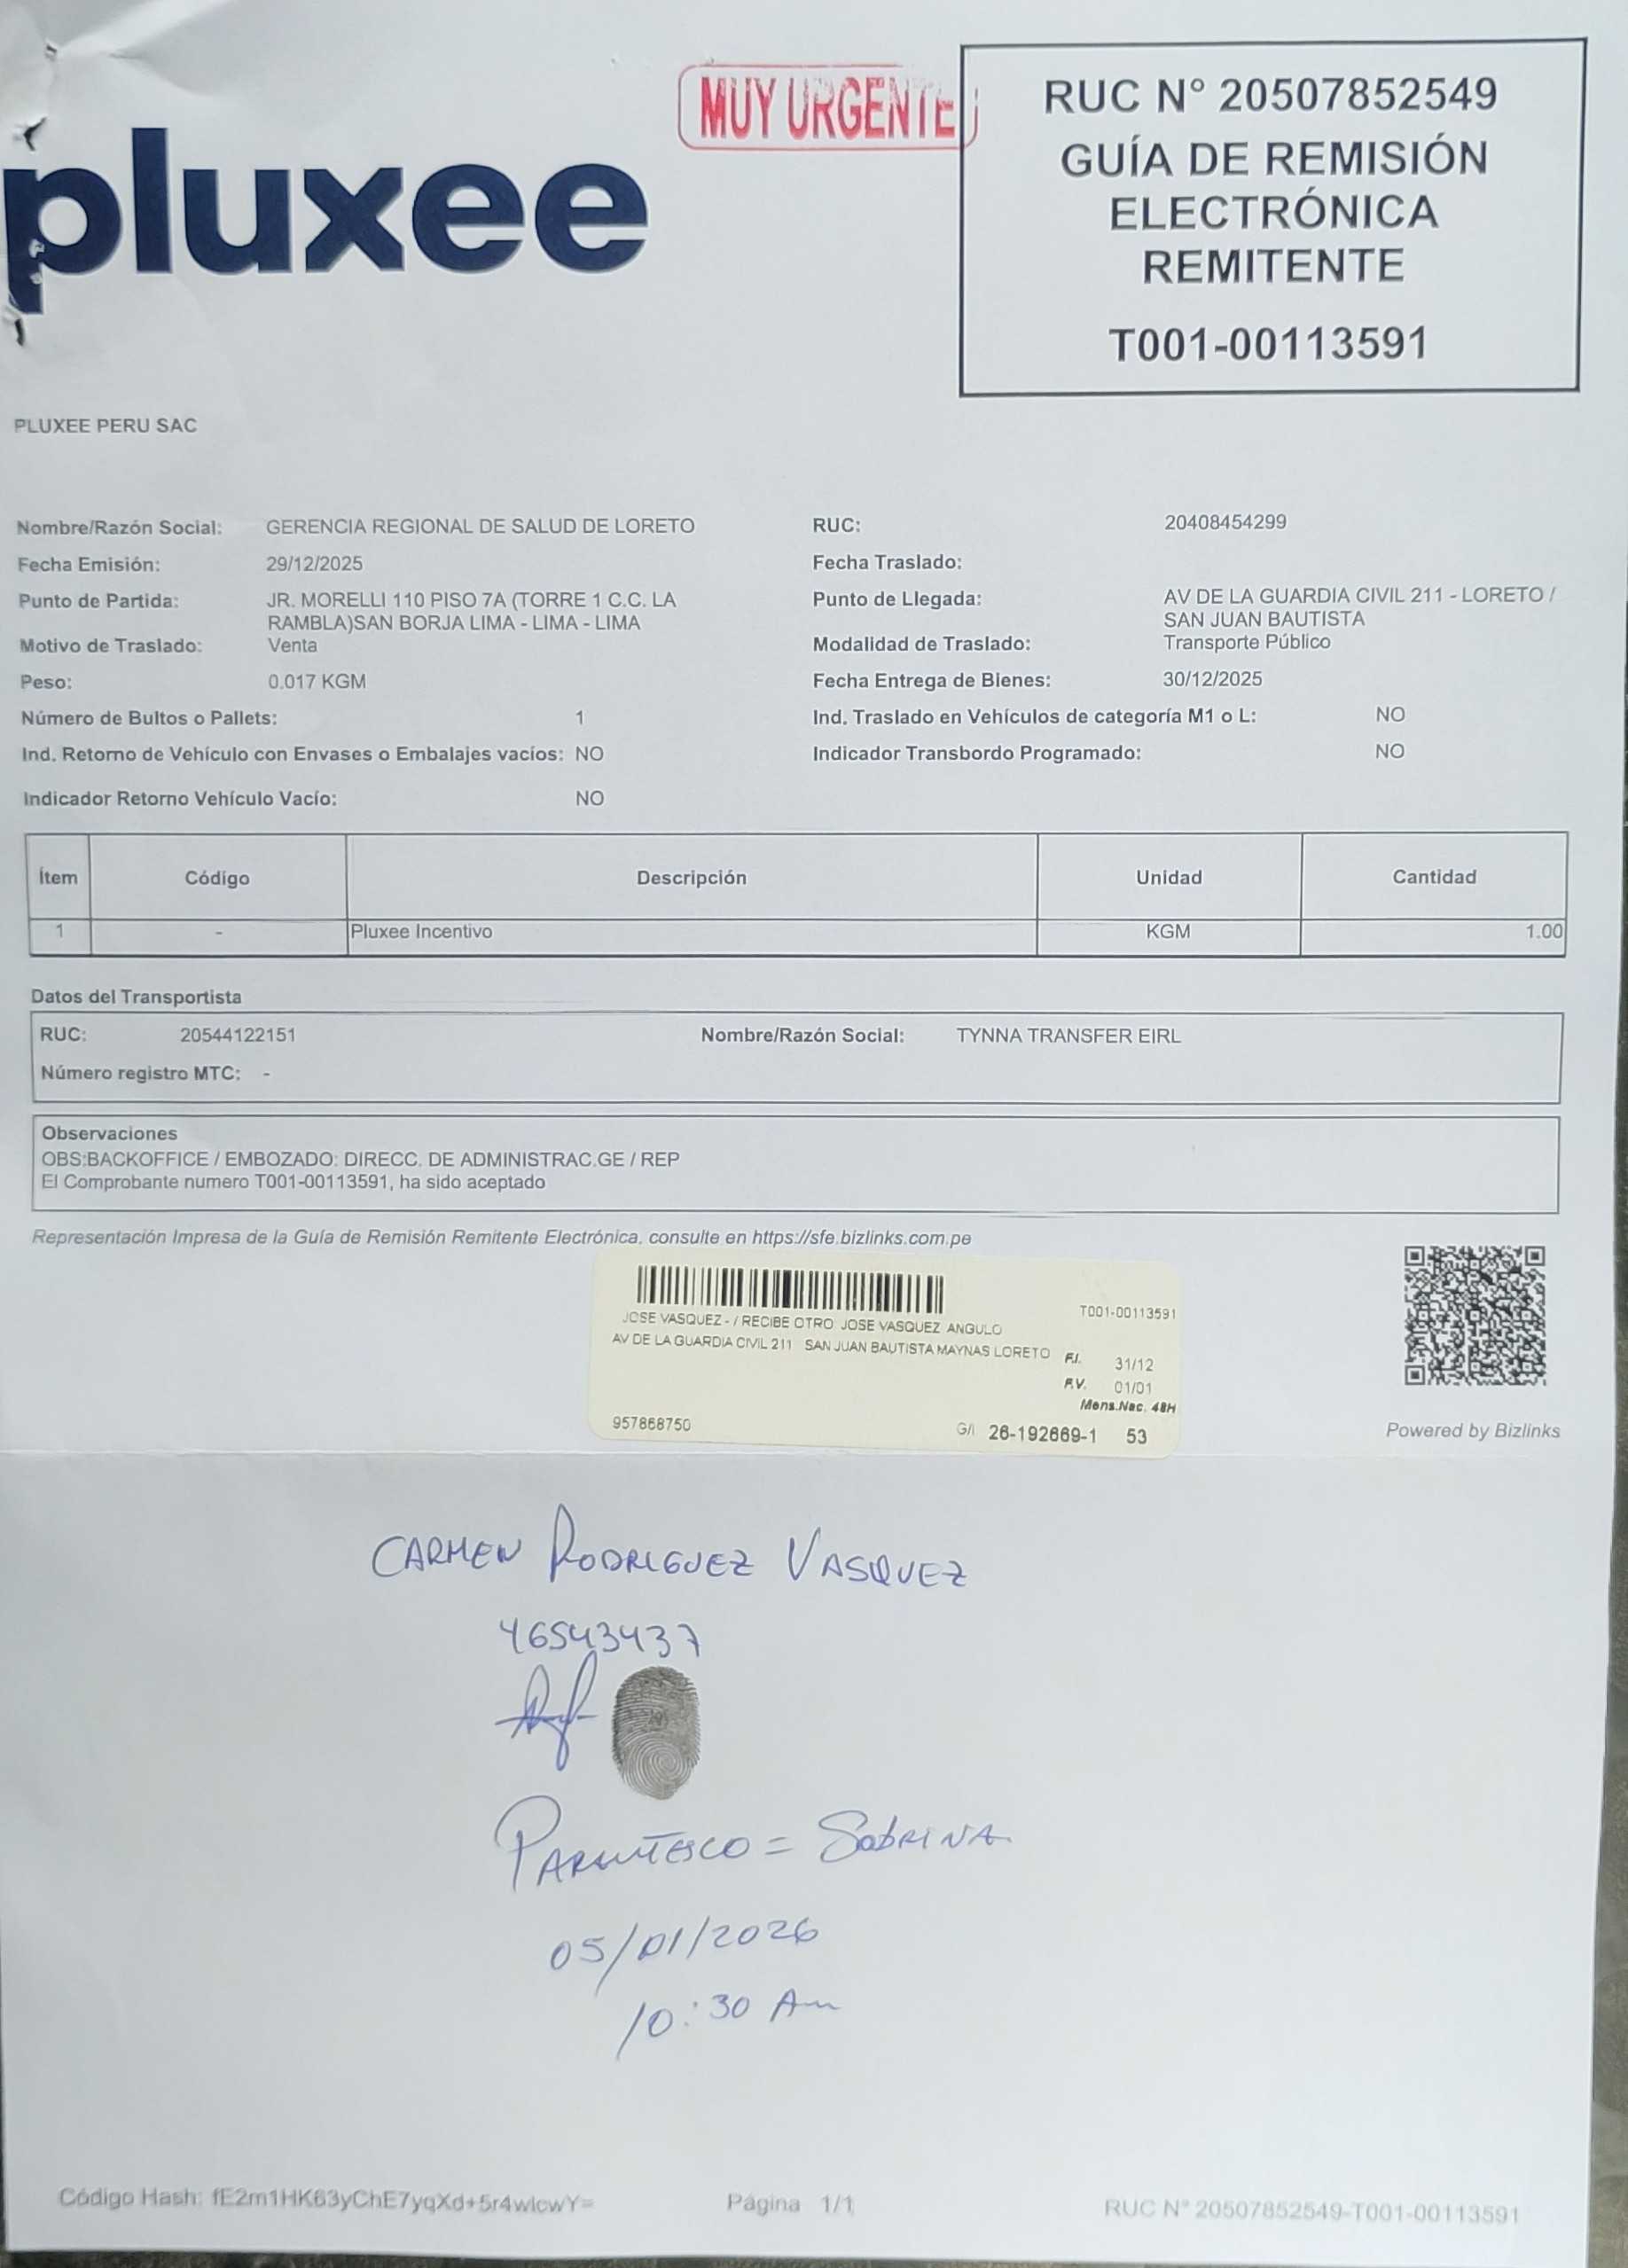 MUY URGENTE
pluxee
RUC N° 20507852549
GUÍA DE REMISIÓN
ELECTRÓNICA
REMITENTE
T001-00113591
PLUXEE PERU SAC
Nombre/Razón Social: GERENCIA REGIONAL DE SALUD DE LORETO RUC: 20408454299
Fecha Emisión: 29/12/2025 Fecha Traslado:
Punto de Partida: JR. MORELLI 110 PISO 7A (TORRE 1 C.C. LA Punto de Llegada: AV DE LA GUARDIA CIVIL 211 - LORETO /
RAMBLA)SAN BORJA LIMA - LIMA - LIMA SAN JUAN BAUTISTA
Motivo de Traslado: Venta Modalidad de Traslado: Transporte Público
Peso: 0.017 KGM Fecha Entrega de Bienes: 30/12/2025
Número de Bultos o Pallets: 1 Ind. Traslado en Vehículos de categoría M1 o L: NO
Ind. Retorno de Vehículo con Envases o Embalajes vacíos: NO Indicador Transbordo Programado: NO
Indicador Retorno Vehículo Vacío: NO
Ítem Código Descripción Unidad Cantidad
1 - Pluxee Incentivo KGM 1.00
Datos del Transportista
RUC: 20544122151 Nombre/Razón Social: TYNNA TRANSFER EIRL
Número registro MTC: -
Observaciones
OBS:BACKOFFICE / EMBOZADO: DIRECC. DE ADMINISTRAC.GE / REP
El Comprobante numero T001-00113591, ha sido aceptado
Representación Impresa de la Guía de Remisión Remitente Electrónica, consulte en https://sfe.bizlinks.com.pe
T001-00113591
JOSE VASQUEZ - / RECIBE OTRO: JOSE VASQUEZ ANGULO
AV DE LA GUARDIA CIVIL 211 SAN JUAN BAUTISTA MAYNAS LORETO
F.I. 31/12
F.V. 01/01
Mens.Nac. 48H
957868750 G/I 26-192669-1 53
Powered by Bizlinks
CARMEN RODRIGUEZ VASQUEZ
46543437
PARENTESCO = SOBRINA
05/01/2026
10:30 Am
Código Hash: fE2m1HK63yChE7yqXd+5r4wIcwY= Página 1/1 RUC N° 20507852549-T001-00113591